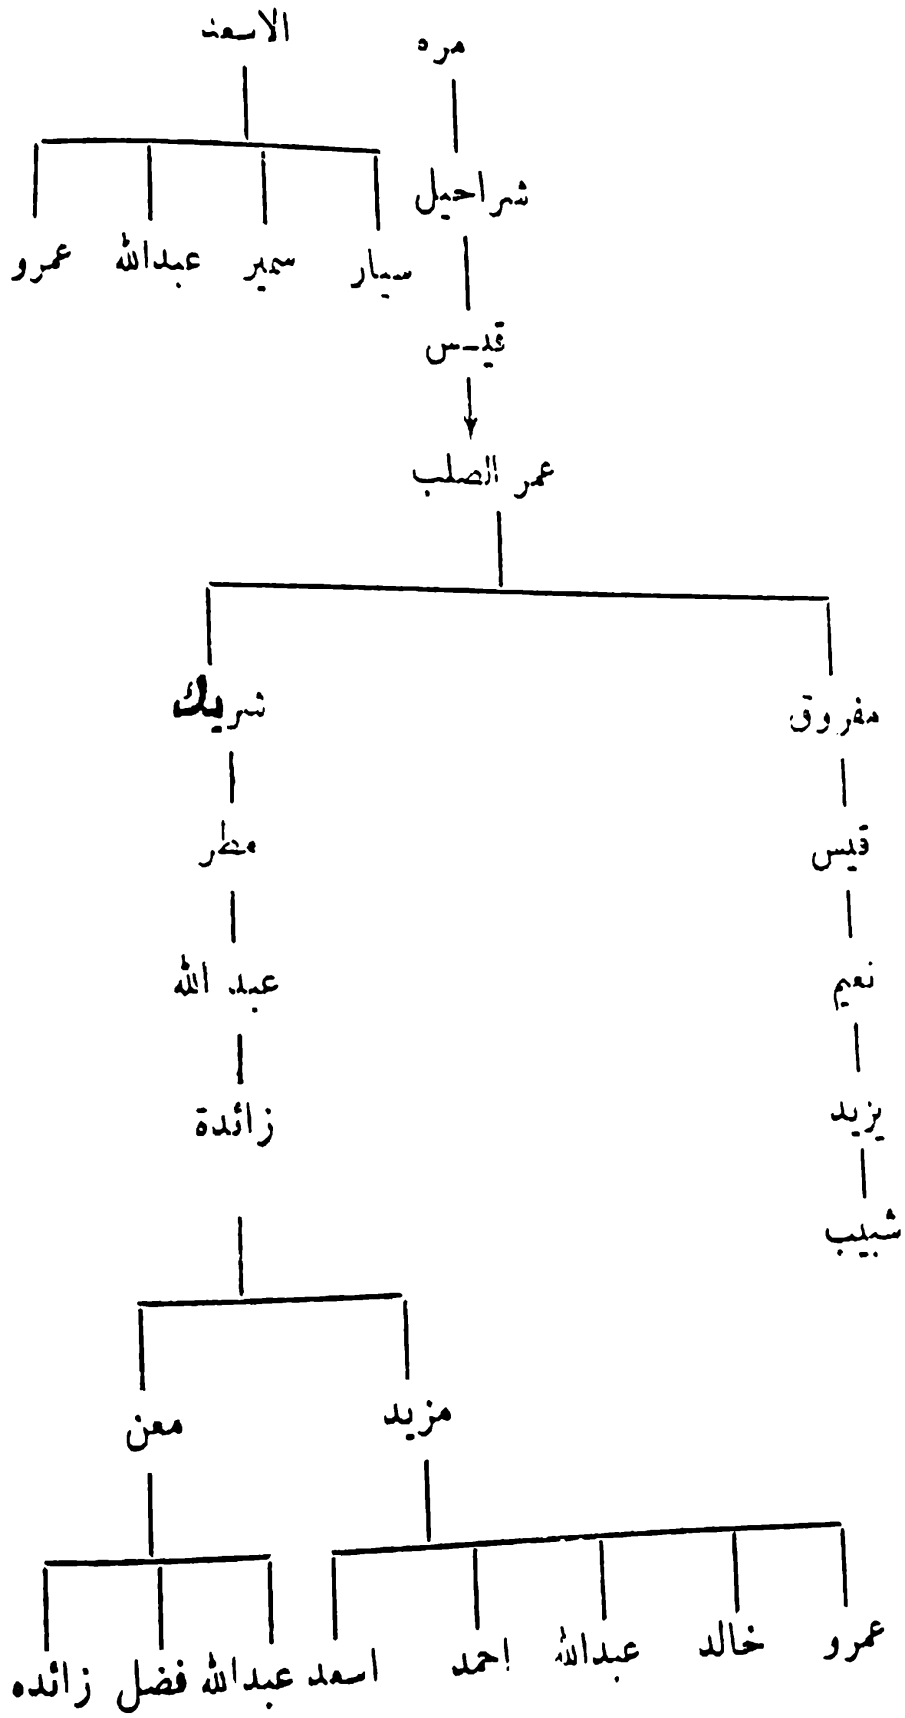 مره
الاسعد
شراحيل
سيار سمير عبدالله عمرو
قيـس
عمر الصلب
مفروق شريك
قيس مطر
نعيم عبد الله
يزيد زائدة
شبيب
مزيد معن
عمرو خالد عبدالله احمد اسعد عبدالله فضل زائده